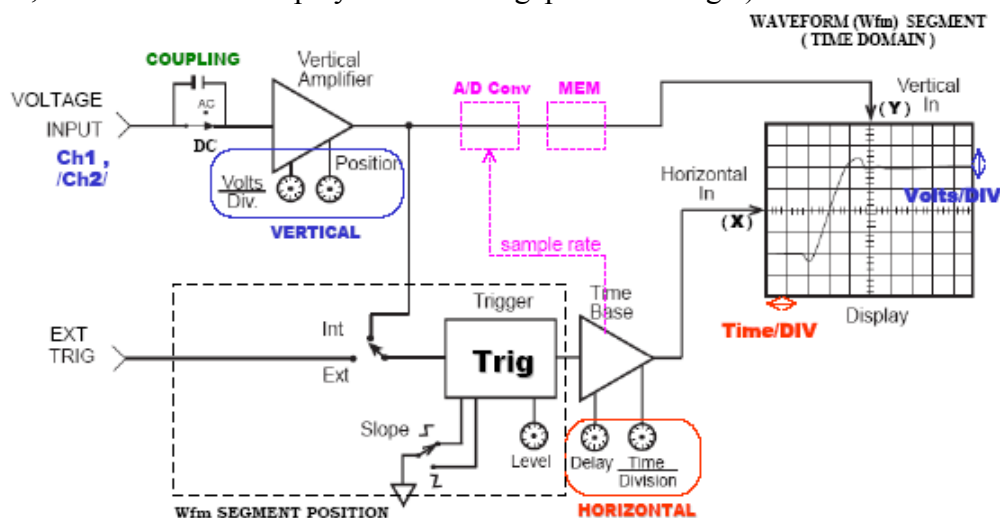 WAVEFORM (Wfm) SEGMENT
( TIME DOMAIN )
COUPLING
Vertical
Amplifier
A/D Conv
MEM
Vertical
In
VOLTAGE
INPUT
AC
DC
(Y)
Ch1 ,
/Ch2/
Volts
Div.
Position
VERTICAL
Horizontal
In
(X)
Volts/DIV
sample rate
Trigger
Time
Base
Time/DIV
Display
EXT
TRIG
Int
Ext
Trig
Slope
Level
Delay
Time
Division
Wfm SEGMENT POSITION
HORIZONTAL